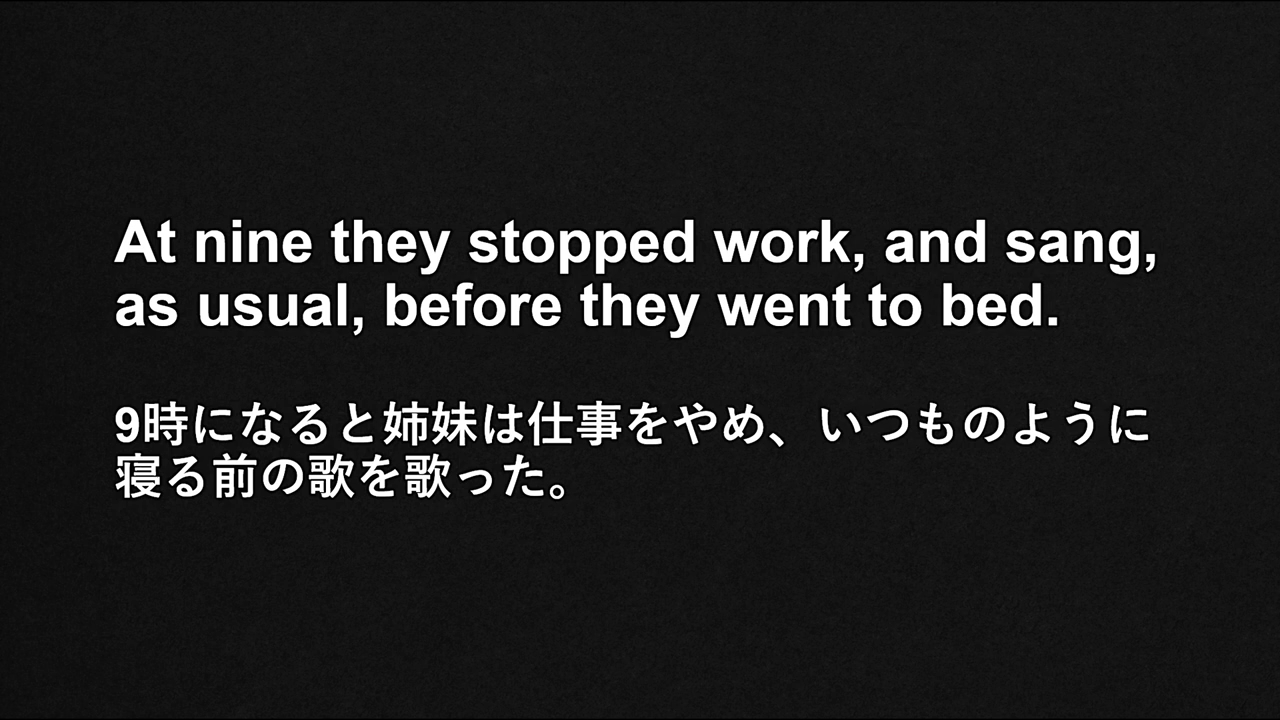 At nine they stopped work, and sang,
as usual, before they went to bed.
9時になると姉妹は仕事をやめ、いつものように
寝る前の歌を歌った。